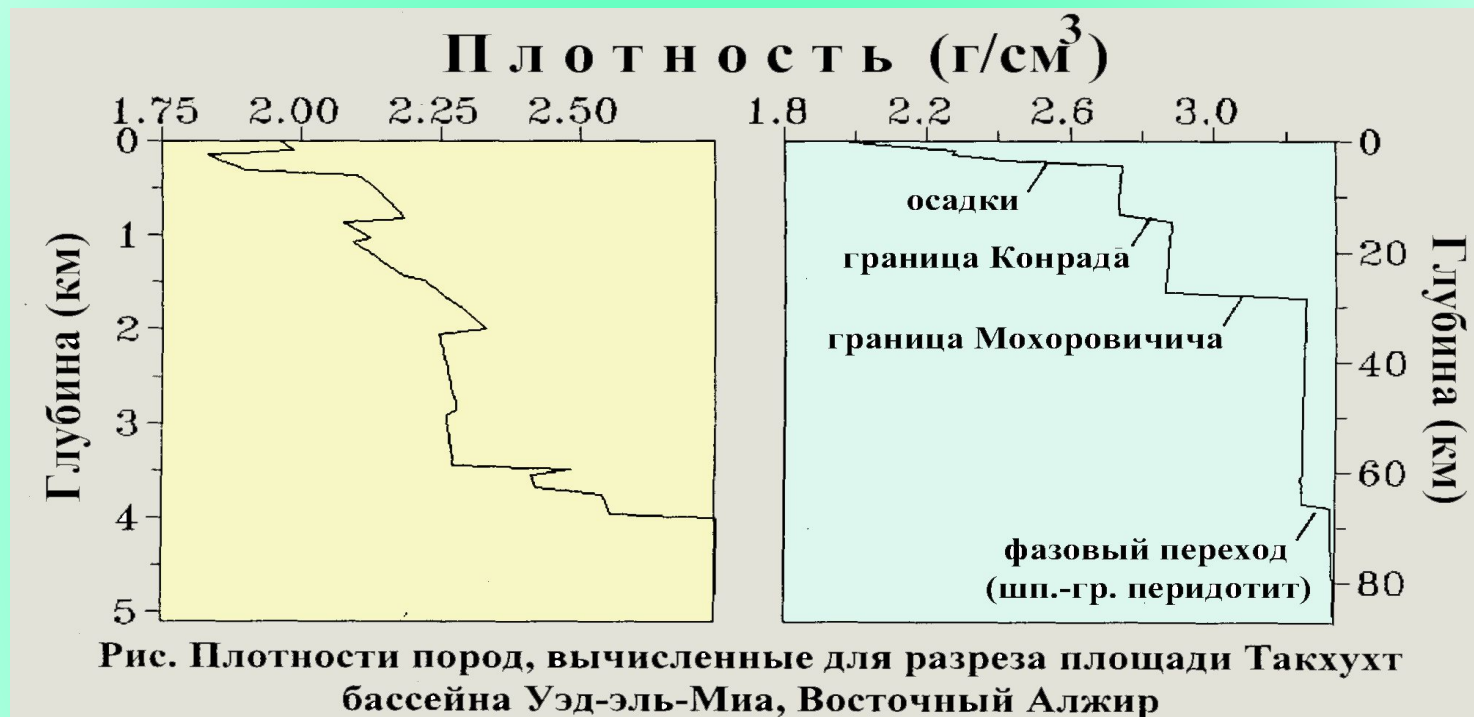 Плотность (г/см3)
1.75 2.00 2.25 2.50
0
1
2
3
4
5
Глубина (км)
1.8 2.2 2.6 3.0
0
20
40
60
80
Глубина (км)
осадки
граница Конрада
граница Мохоровичича
фазовый переход
(шп.-гр. перидотит)
Рис. Плотности пород, вычисленные для разреза площади Такхухт
бассейна Уэд-эль-Миа, Восточный Алжир